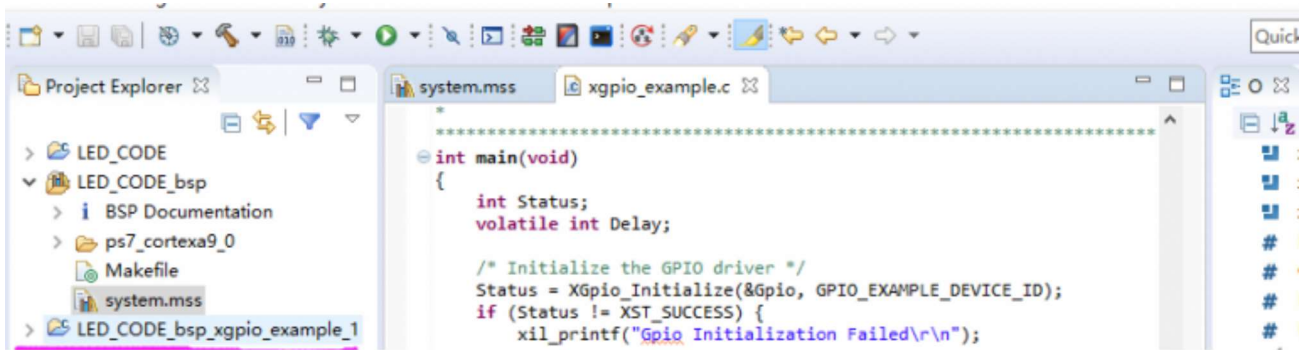 Quick
Project Explorer
system.mss
xgpio_example.c
O
LED_CODE
LED_CODE_bsp
BSP Documentation
ps7_cortexa9_0
Makefile
system.mss
LED_CODE_bsp_xgpio_example_1
*
**********************************************************************
int main(void)
{
int Status;
volatile int Delay;
/* Initialize the GPIO driver */
Status = XGpio_Initialize(&Gpio, GPIO_EXAMPLE_DEVICE_ID);
if (Status != XST_SUCCESS) {
xil_printf("Gpio Initialization Failed\r\n");